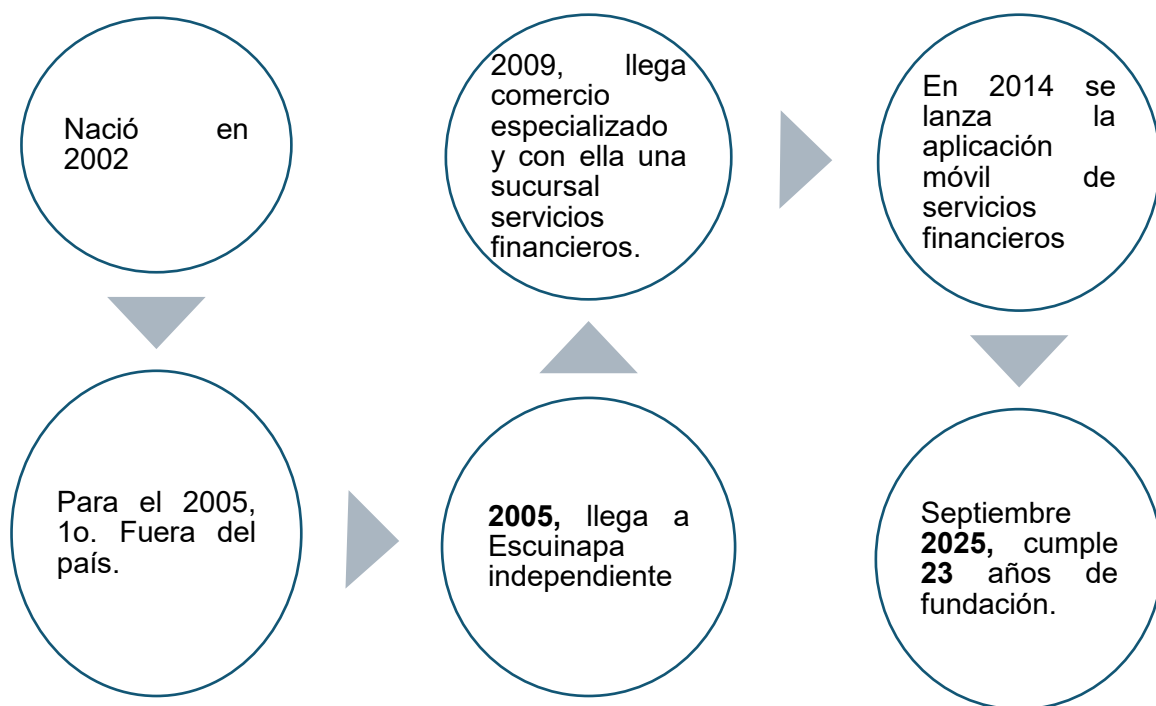 Nació en
2002
Para el 2005,
1o. Fuera del
país.
2005, llega a
Escuinapa
independiente
2009, llega
comercio
especializado
y con ella una
sucursal
servicios
financieros.
En 2014 se
lanza la
aplicación
móvil de
servicios
financieros
Septiembre
2025, cumple
23 años de
fundación.